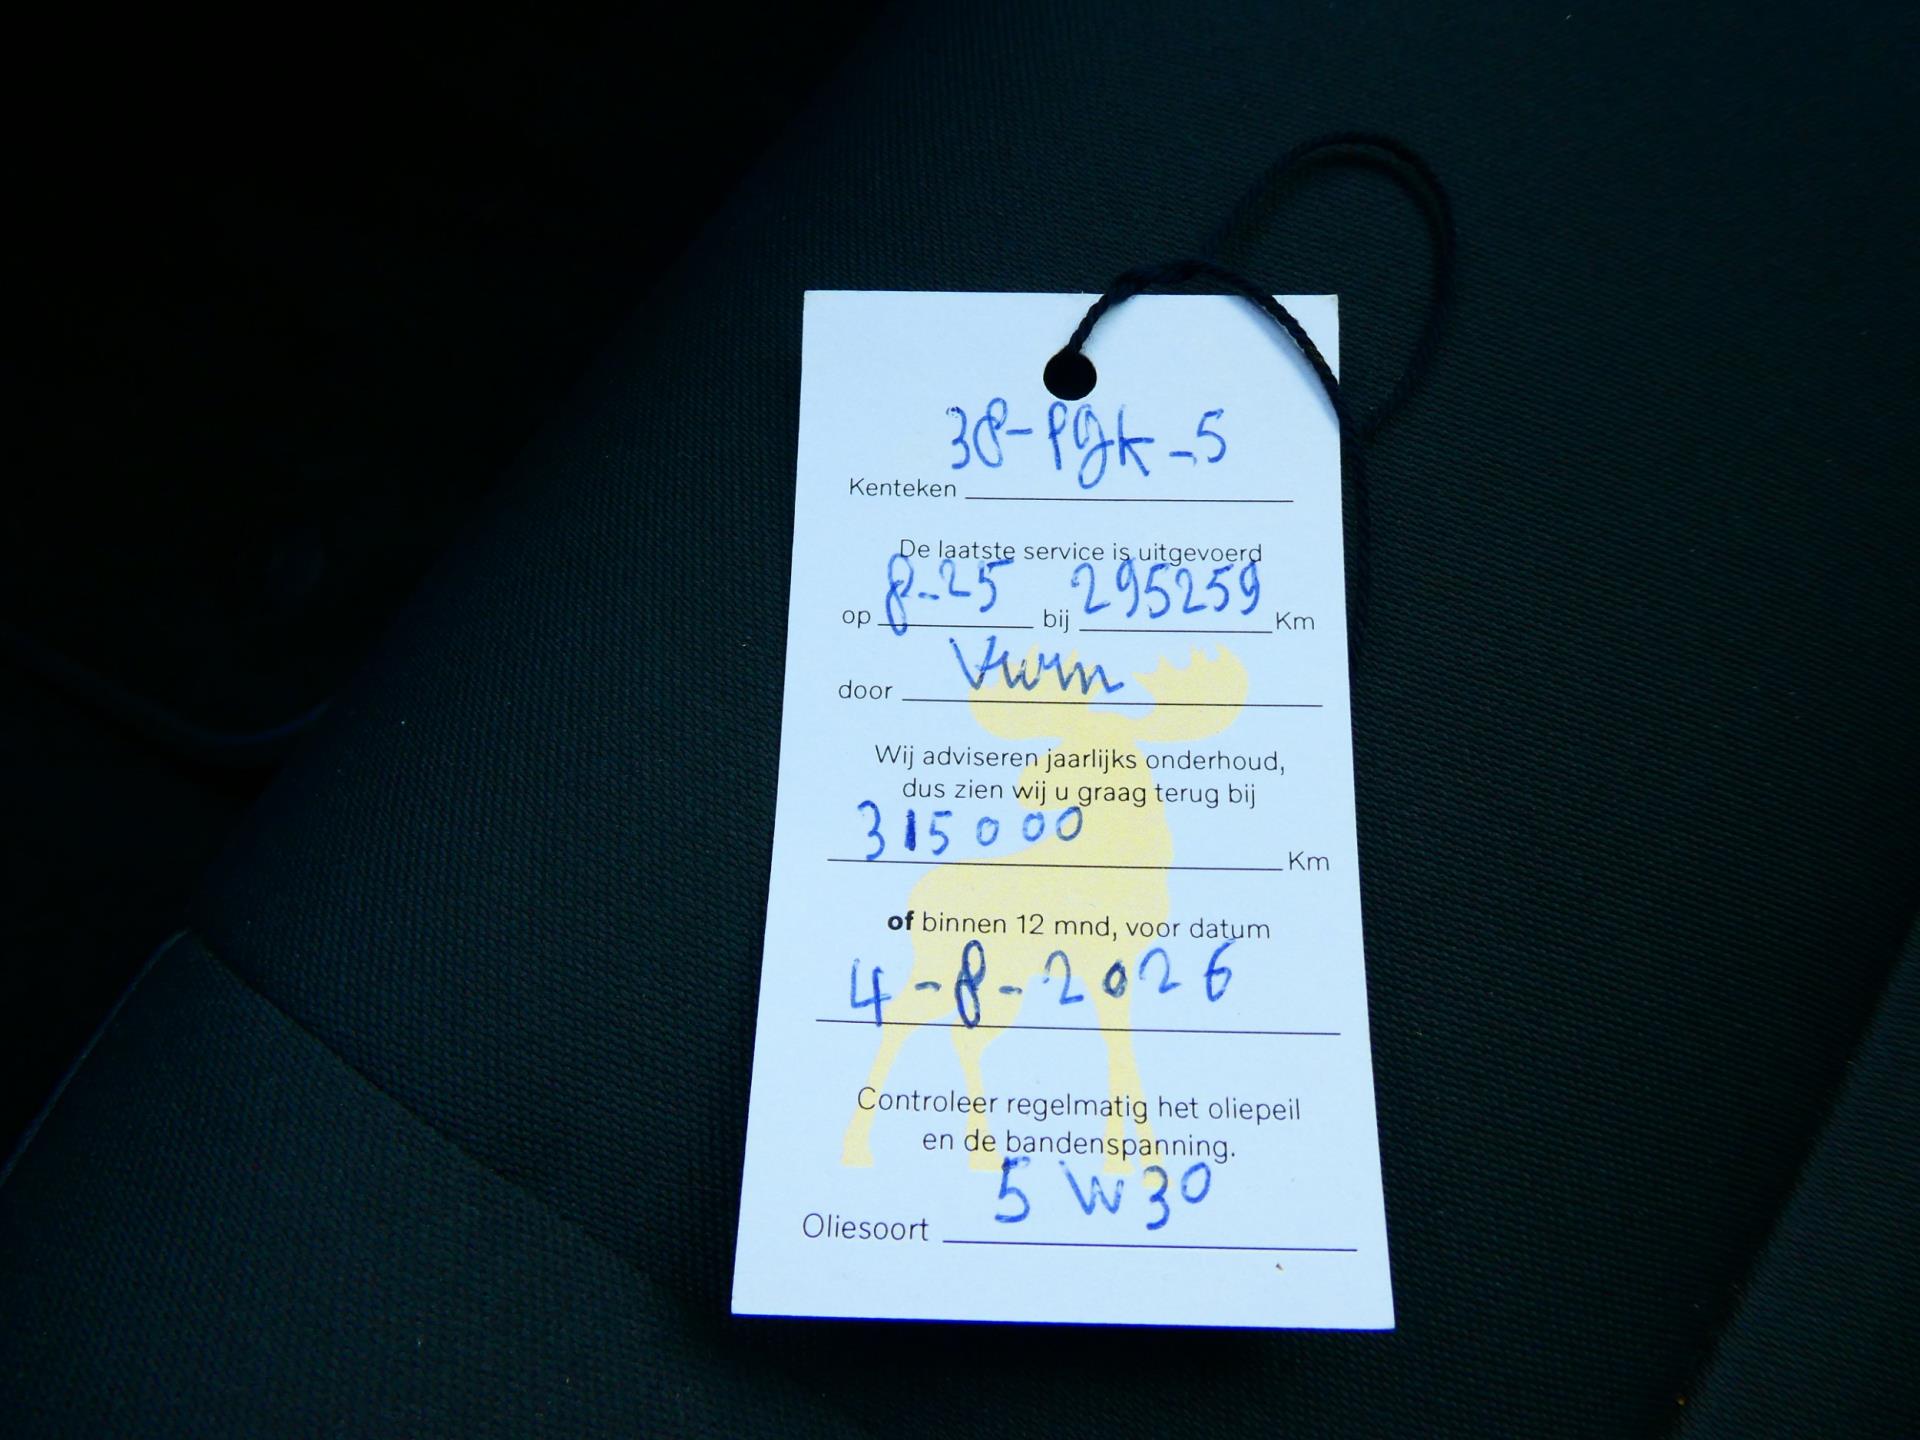 Kenteken 38-PGK-5
De laatste service is uitgevoerd
op 8-25 bij 295259 Km
door
Wij adviseren jaarlijks onderhoud,
dus zien wij u graag terug bij
315000 Km
of binnen 12 mnd, voor datum
4-8-2026
Controleer regelmatig het oliepeil
en de bandenspanning.
Oliesoort 5W30